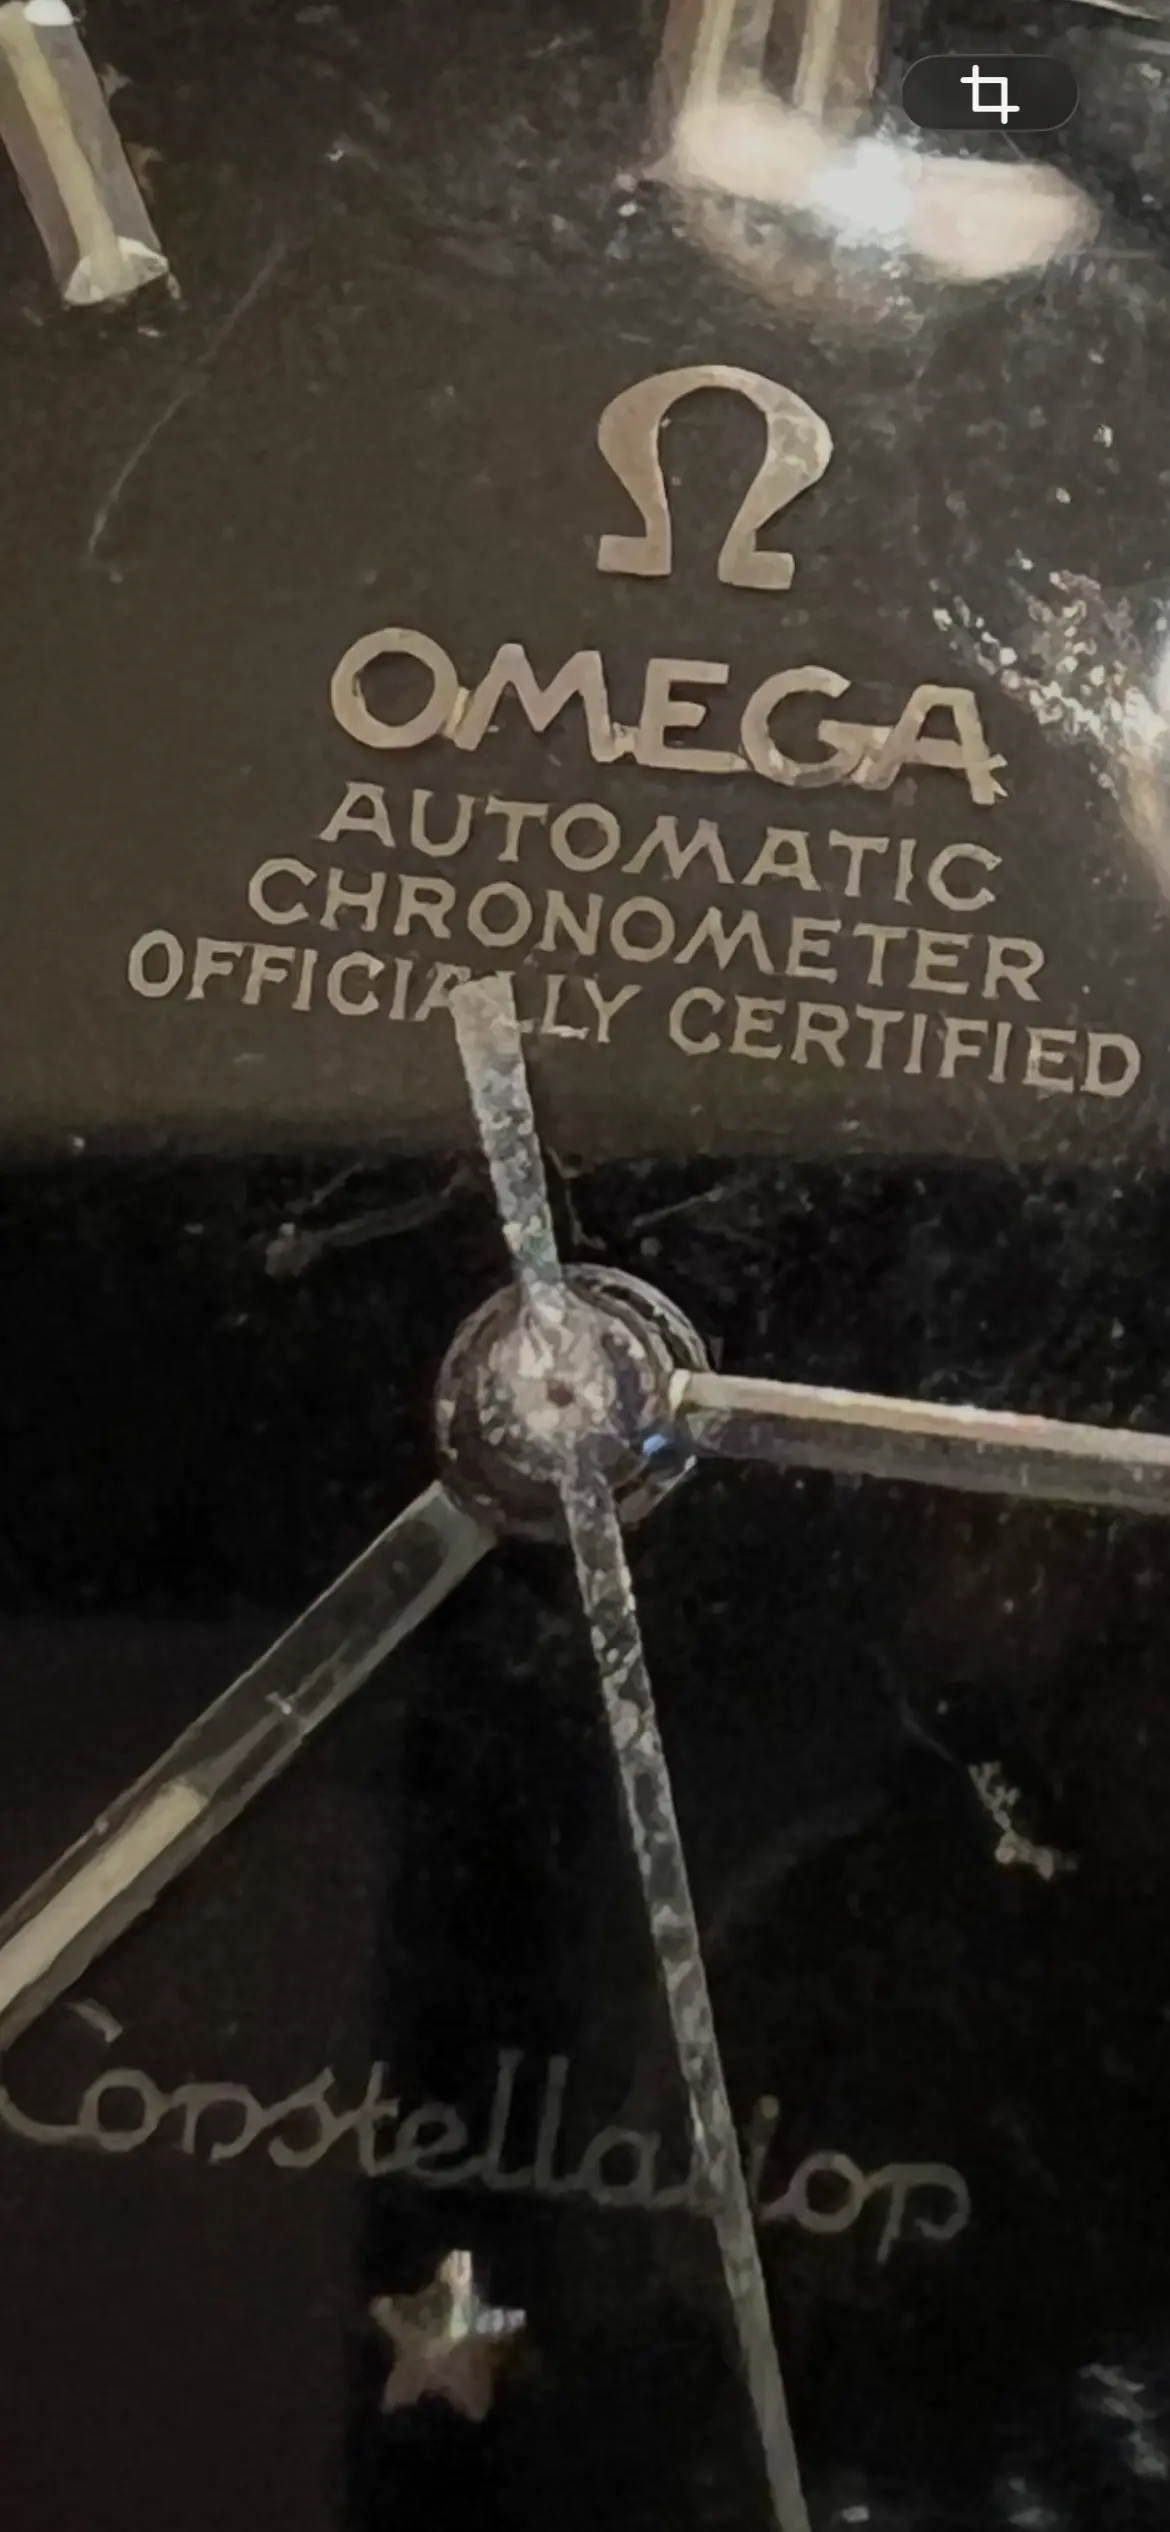 Ω
OMEGA
AUTOMATIC
CHRONOMETER
OFFICIALLY CERTIFIED
Constellation